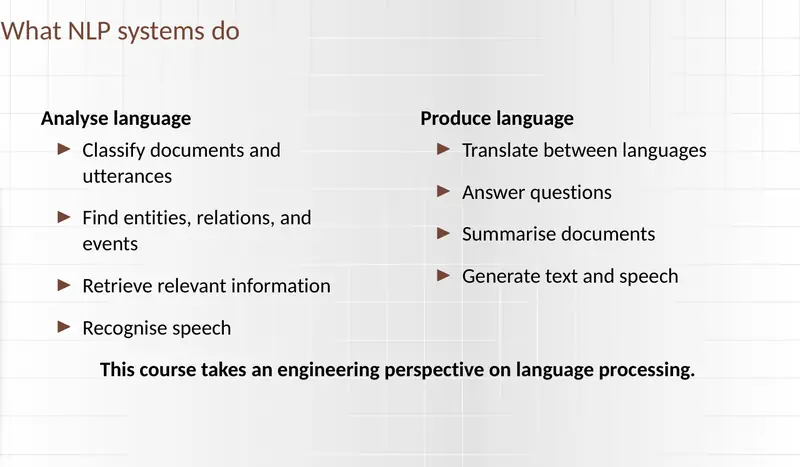 What NLP systems do
Analyse language
► Classify documents and
utterances
► Find entities, relations, and
events
► Retrieve relevant information
► Recognise speech
Produce language
► Translate between languages
► Answer questions
► Summarise documents
► Generate text and speech
This course takes an engineering perspective on language processing.